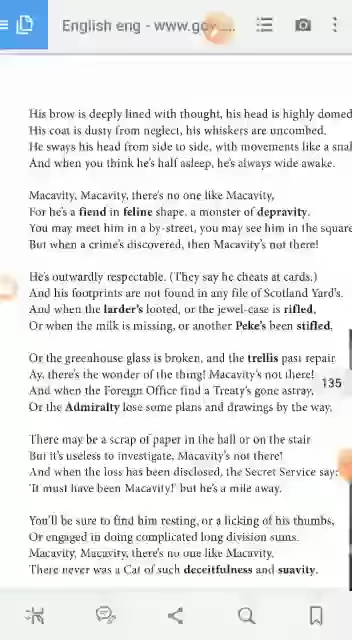 English eng - www.gov.....
His brow is deeply lined with thought, his head is highly domed
His coat is dusty from neglect, his whiskers are uncombed.
He sways his head from side to side, with movements like a snak
And when you think he's half asleep, he's always wide awake.
Macavity, Macavity, there's no one like Macavity,
For he's a fiend in feline shape, a monster of depravity.
You may meet him in a by-street, you may see him in the square
But when a crime's discovered, then Macavity's not there!
He's outwardly respectable. (They say he cheats at cards.)
And his footprints are not found in any file of Scotland Yard's.
And when the larder's looted, or the jewel-case is rifled,
Or when the milk is missing, or another Peke's been stifled,
Or the greenhouse glass is broken, and the trellis past repair
Ay, there's the wonder of the thing! Macavity's not there!
135
And when the Foreign Office find a Treaty's gone astray,
Or the Admiralty lose some plans and drawings by the way,
There may be a scrap of paper in the hall or on the stair
But it's useless to investigate, Macavity's not there!
And when the loss has been disclosed, the Secret Service say:
'It must have been Macavity!' but he's a mile away.
You'll be sure to find him resting, or a licking of his thumbs,
Or engaged in doing complicated long division sums.
Macavity, Macavity, there's no one like Macavity,
There never was a Cat of such deceitfulness and suavity.